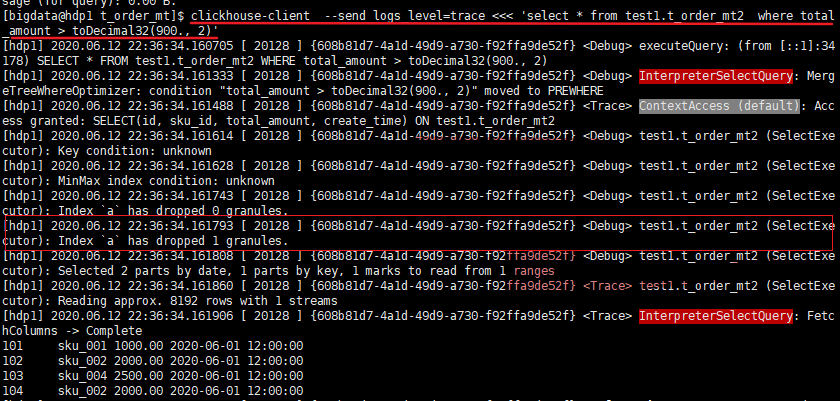 sage (for query): 0.00 B.
[bigdata@hdp1 t_order_mt]$ clickhouse-client  --send_logs_level=trace <<< 'select * from test1.t_order_mt2  where total
_amount > toDecimal32(900., 2)'
[hdp1] 2020.06.12 22:36:34.160705 [ 20128 ] {608b81d7-4a1d-49d9-a730-f92ffa9de52f} <Debug> executeQuery: (from [::1]:34
178) SELECT * FROM test1.t_order_mt2 WHERE total_amount > toDecimal32(900., 2)
[hdp1] 2020.06.12 22:36:34.161333 [ 20128 ] {608b81d7-4a1d-49d9-a730-f92ffa9de52f} <Debug> InterpreterSelectQuery: Merg
eTreeWhereOptimizer: condition "total_amount > toDecimal32(900., 2)" moved to PREWHERE
[hdp1] 2020.06.12 22:36:34.161488 [ 20128 ] {608b81d7-4a1d-49d9-a730-f92ffa9de52f} <Trace> ContextAccess (default): Acc
ess granted: SELECT(id, sku_id, total_amount, create_time) ON test1.t_order_mt2
[hdp1] 2020.06.12 22:36:34.161614 [ 20128 ] {608b81d7-4a1d-49d9-a730-f92ffa9de52f} <Debug> test1.t_order_mt2 (SelectExe
cutor): Key condition: unknown
[hdp1] 2020.06.12 22:36:34.161628 [ 20128 ] {608b81d7-4a1d-49d9-a730-f92ffa9de52f} <Debug> test1.t_order_mt2 (SelectExe
cutor): MinMax index condition: unknown
[hdp1] 2020.06.12 22:36:34.161743 [ 20128 ] {608b81d7-4a1d-49d9-a730-f92ffa9de52f} <Debug> test1.t_order_mt2 (SelectExe
cutor): Index `a` has dropped 0 granules.
[hdp1] 2020.06.12 22:36:34.161793 [ 20128 ] {608b81d7-4a1d-49d9-a730-f92ffa9de52f} <Debug> test1.t_order_mt2 (SelectExe
cutor): Index `a` has dropped 1 granules.
[hdp1] 2020.06.12 22:36:34.161808 [ 20128 ] {608b81d7-4a1d-49d9-a730-f92ffa9de52f} <Debug> test1.t_order_mt2 (SelectExe
cutor): Selected 2 parts by date, 1 parts by key, 1 marks to read from 1 ranges
[hdp1] 2020.06.12 22:36:34.161860 [ 20128 ] {608b81d7-4a1d-49d9-a730-f92ffa9de52f} <Trace> test1.t_order_mt2 (SelectExe
cutor): Reading approx. 8192 rows with 1 streams
[hdp1] 2020.06.12 22:36:34.161906 [ 20128 ] {608b81d7-4a1d-49d9-a730-f92ffa9de52f} <Trace> InterpreterSelectQuery: Fetc
hColumns -> Complete
101     sku_001 1000.00 2020-06-01 12:00:00
102     sku_002 2000.00 2020-06-01 12:00:00
103     sku_004 2500.00 2020-06-01 12:00:00
104     sku_002 2000.00 2020-06-01 12:00:00